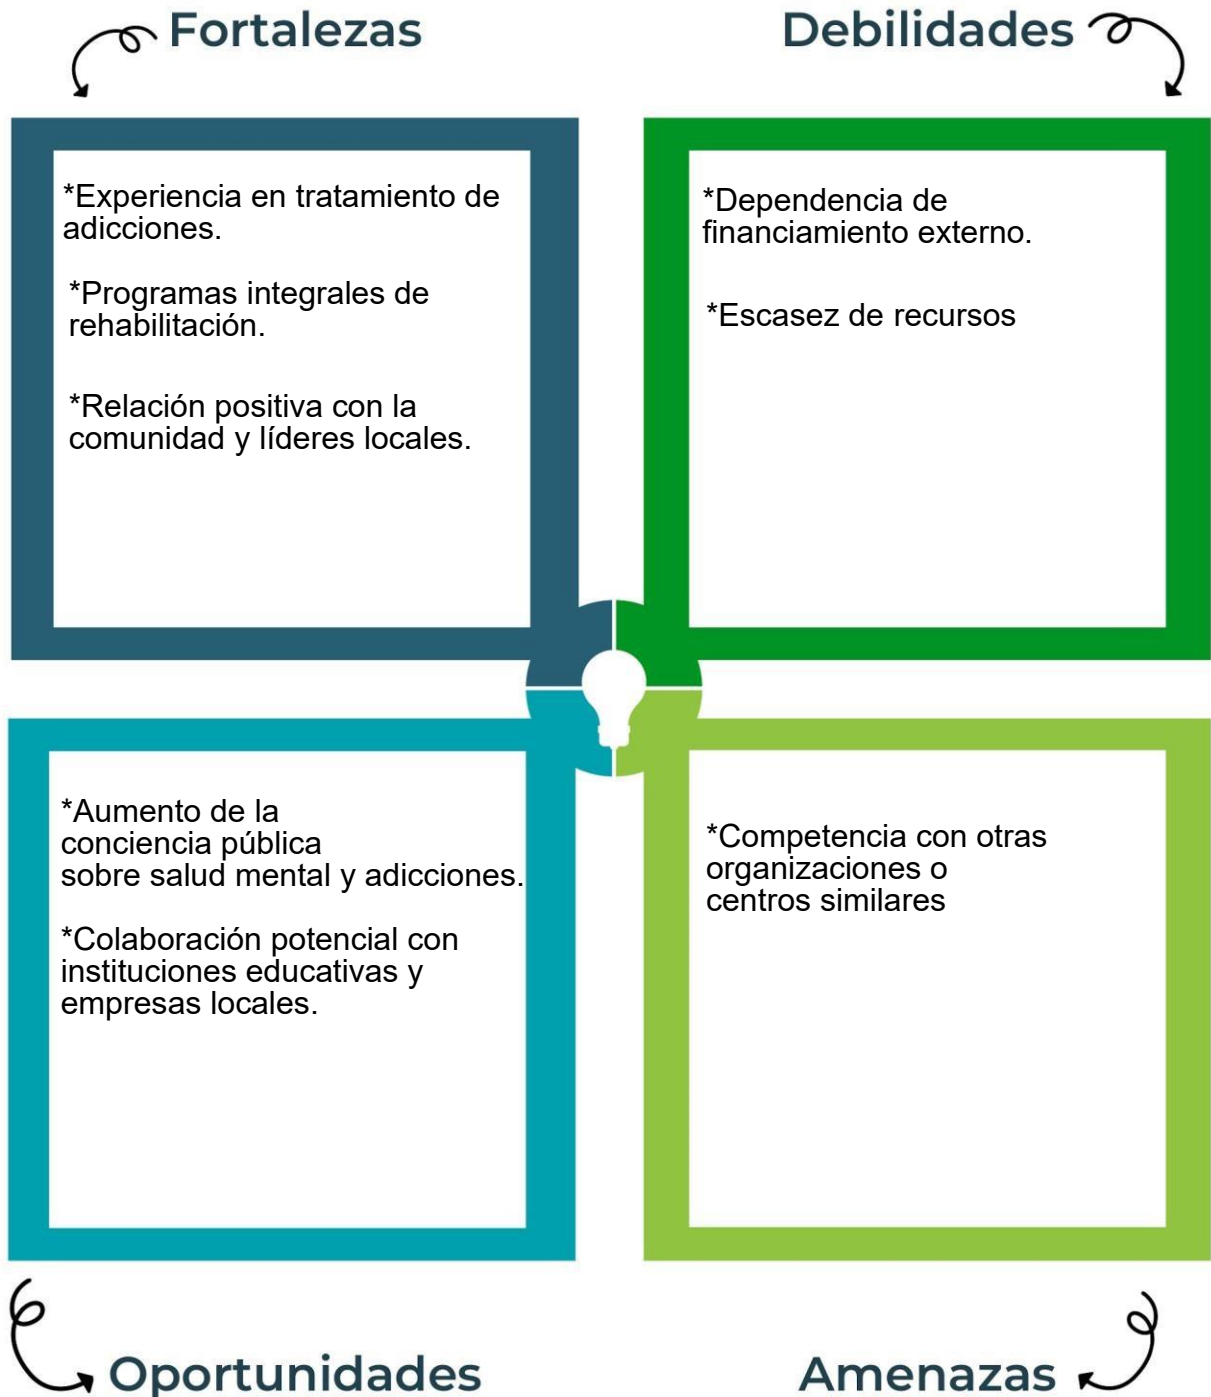 Fortalezas
*Experiencia en tratamiento de
adicciones.
*Programas integrales de
rehabilitación.
*Relación positiva con la
comunidad y líderes locales.
Debilidades
*Dependencia de
financiamiento externo.
*Escasez de recursos
*Aumento de la
conciencia pública
sobre salud mental y adicciones.
*Colaboración potencial con
instituciones educativas y
empresas locales.
Oportunidades
*Competencia con otras
organizaciones o
centros similares
Amenazas